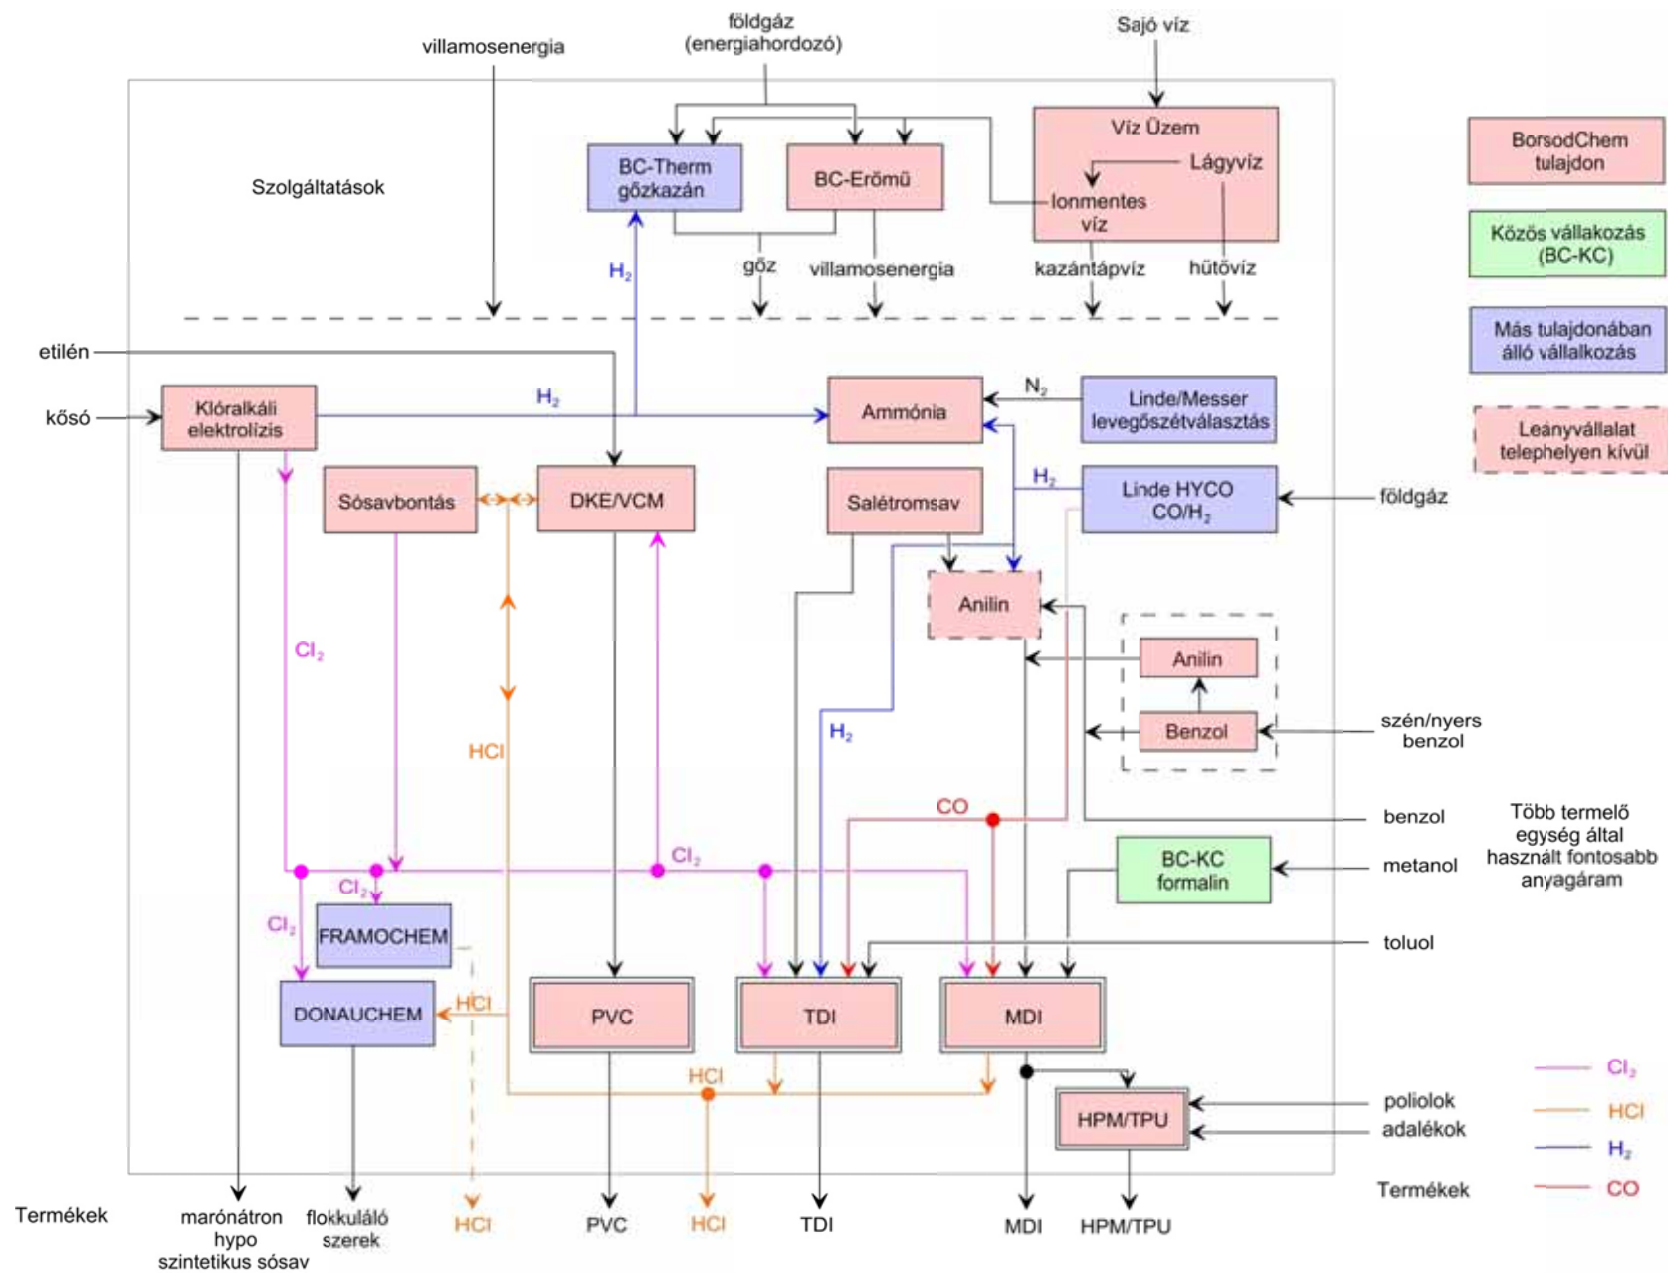 villamosenergia
földgáz
(energiahordozó)
Sajó víz
Víz Üzem
Lágyvíz
Ionmentes
víz
BC-Therm
gőzkazán
BC-Erőmű
Szolgáltatások
H₂
gőz
villamosenergia
kazántápvíz
hűtővíz
BorsodChem
tulajdon
Közös vállakozás
(BC-KC)
Más tulajdonában
álló vállalkozás
Leányvállalat
telephelyen kívül
etilén
kősó
Klóralkáli
elektrolízis
H₂
Ammónia
N₂
Linde/Messer
levegőszétválasztás
Sósavbontás
DKE/VCM
Salétromsav
H₂
Linde HYCO
CO/H₂
földgáz
Anilin
Cl₂
Anilin
Benzol
szén/nyers
benzol
HCl
H₂
CO
benzol
Több termelő
egység által
használt fontosabb
anyagáram
Cl₂
BC-KC
formalin
metanol
Cl₂
Cl₂
FRAMOCHEM
toluol
DONAUCHEM
HCl
PVC
TDI
MDI
HCl
HPM/TPU
poliolok
adalékok
Cl₂
HCl
H₂
CO
Termékek
Termékek
marónátron
hypo
szintetikus sósav
flokkuláló
szerek
HCl
PVC
HCl
TDI
MDI
HPM/TPU